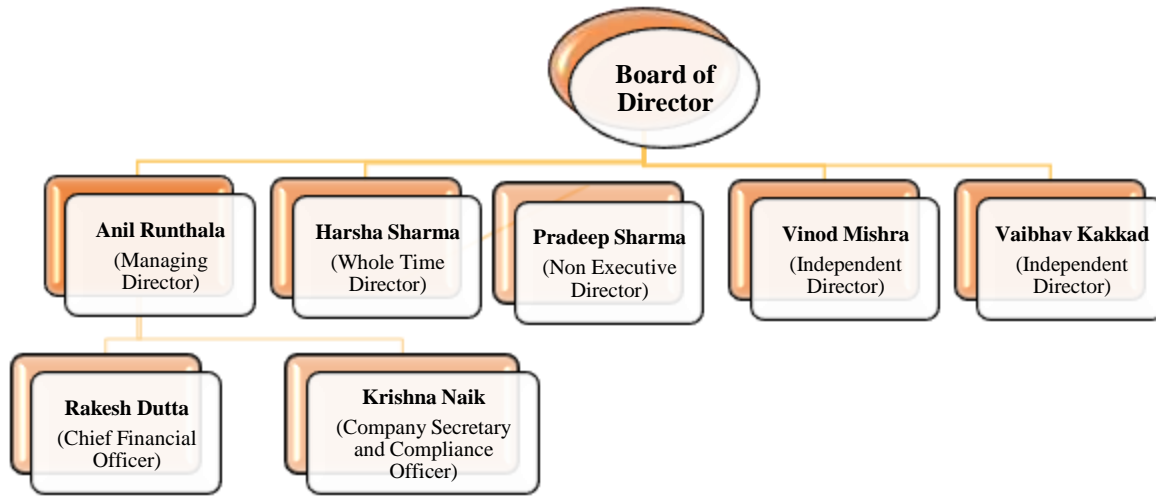 Board of
Director
Anil Runthala
(Managing
Director)
Harsha Sharma
(Whole Time
Director)
Pradeep Sharma
(Non Executive
Director)
Vinod Mishra
(Independent
Director)
Vaibhav Kakkad
(Independent
Director)
Rakesh Dutta
(Chief Financial
Officer)
Krishna Naik
(Company Secretary
and Compliance
Officer)